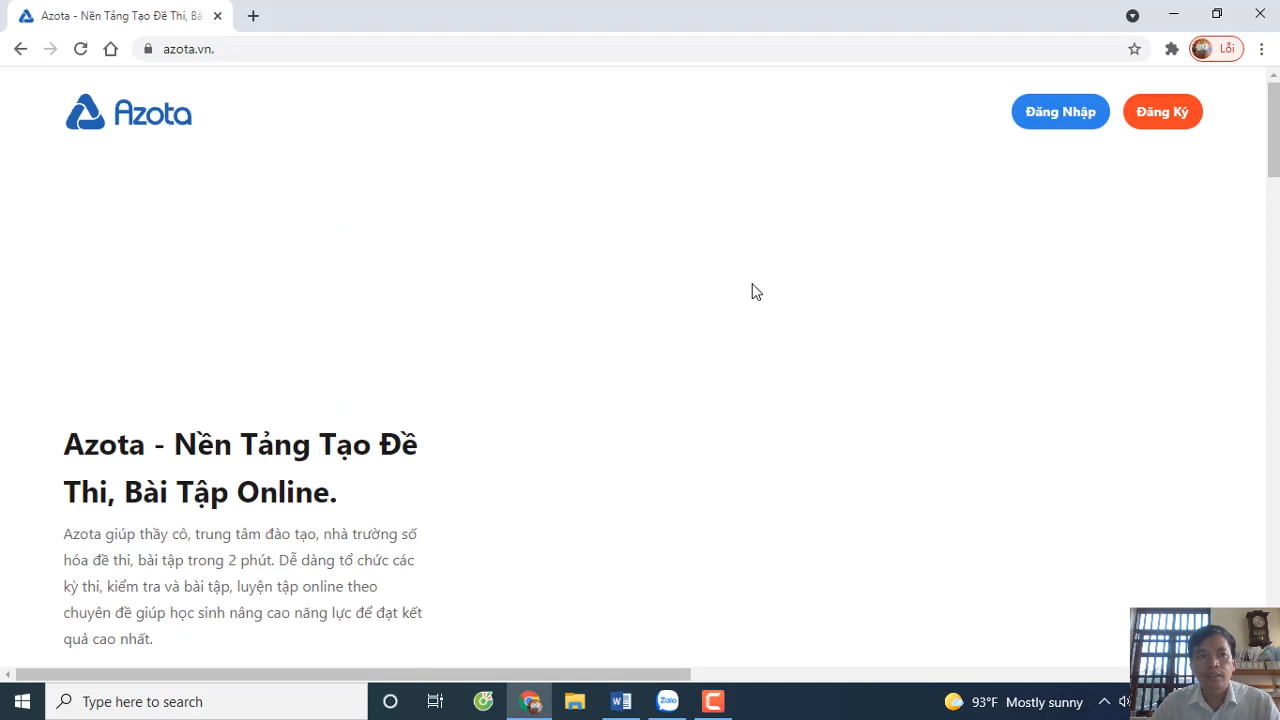 Azota - Nền Tảng Tạo Đề Thi, Bà
azota.vn.
Lỗi
Azota
Đăng Nhập
Đăng Ký
Azota - Nền Tảng Tạo Đề
Thi, Bài Tập Online.
Azota giúp thầy cô, trung tâm đào tạo, nhà trường số
hóa đề thi, bài tập trong 2 phút. Dễ dàng tổ chức các
kỳ thi, kiểm tra và bài tập, luyện tập online theo
chuyên đề giúp học sinh nâng cao năng lực để đạt kết
quả cao nhất.
Type here to search
Zalo
93°F Mostly sunny